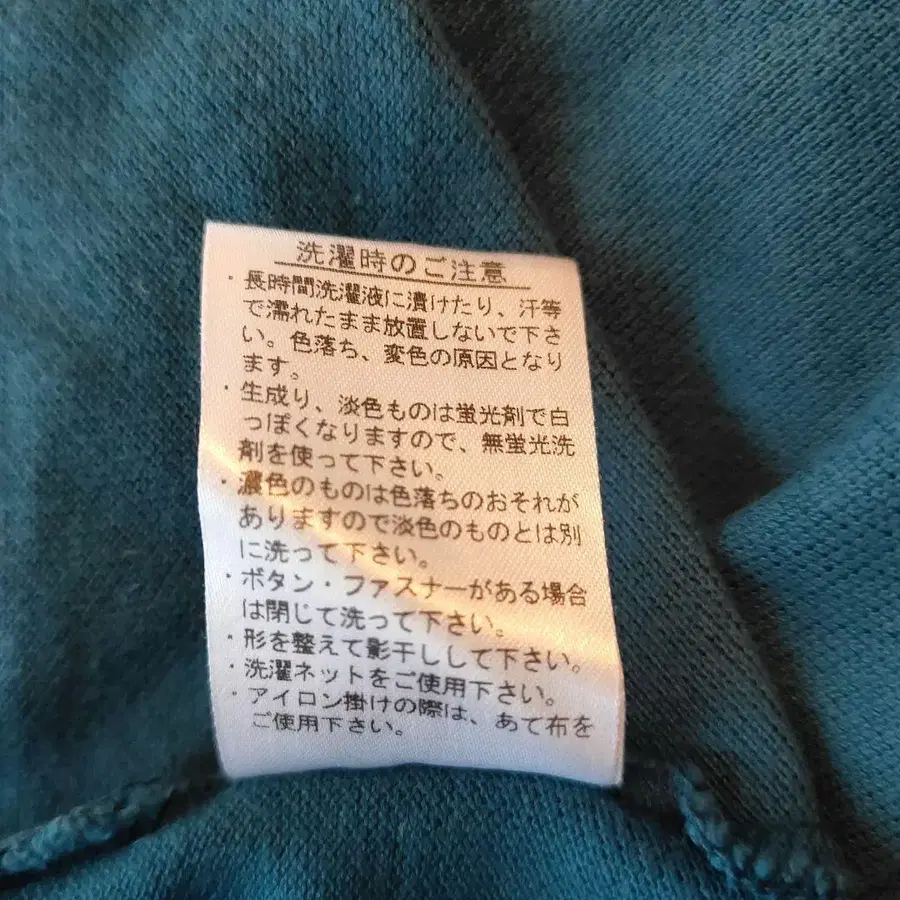 洗濯時のご注意
・長時間洗濯液に漬けたり、汗等
で濡れたまま放置しないで下さ
い。色落ち、変色の原因となり
ます。
・生成り、淡色ものは蛍光剤で白
っぽくなりますので、無蛍光洗
剤を使って下さい。
・濃色のものは色落ちのおそれが
ありますので淡色のものとは別
に洗って下さい。
・ボタン・ファスナーがある場合
は閉じて洗って下さい。
・形を整えて影干しして下さい。
・洗濯ネットをご使用下さい。
・アイロン掛けの際は、あて布を
ご使用下さい。